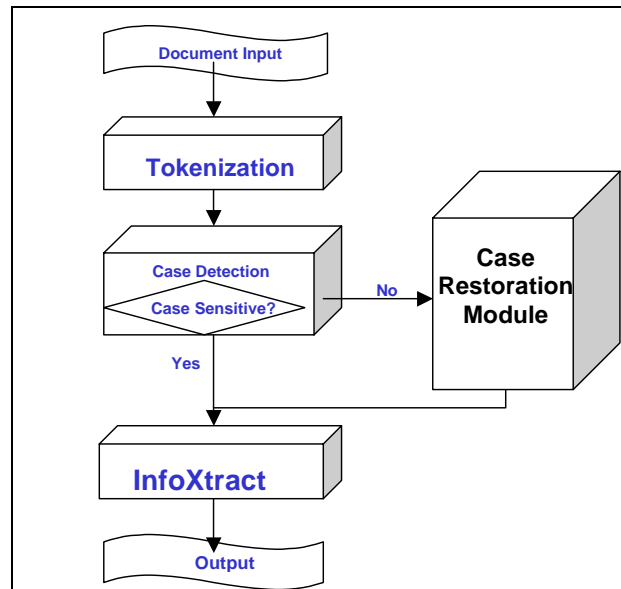 Document Input
Tokenization
Case Detection
Case Sensitive?
No
Case
Restoration
Module
Yes
InfoXtract
Output